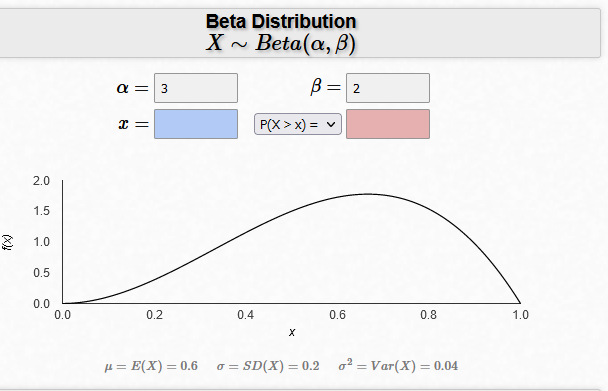 Beta Distribution
X ∼ Beta(α, β)
α = 3 β = 2
x = P(X > x) =
2.0
1.5
1.0
0.5
0.0
f(x)
0.0 0.2 0.4 0.6 0.8 1.0
x
μ = E(X) = 0.6 σ = SD(X) = 0.2 σ² = Var(X) = 0.04